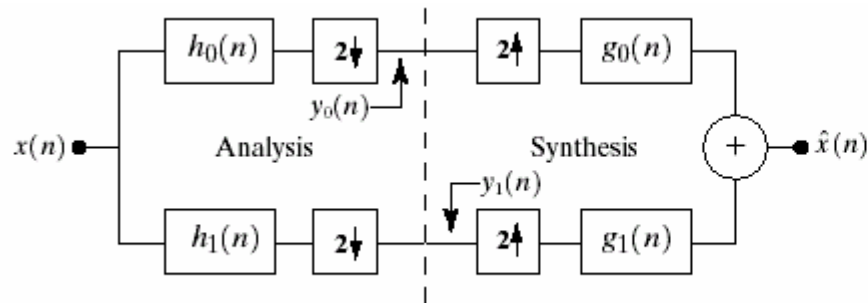 h₀(n) 2↓ 2↑ g₀(n)
y₀(n)
x(n) Analysis Synthesis + x̂(n)
y₁(n)
h₁(n) 2↓ 2↑ g₁(n)